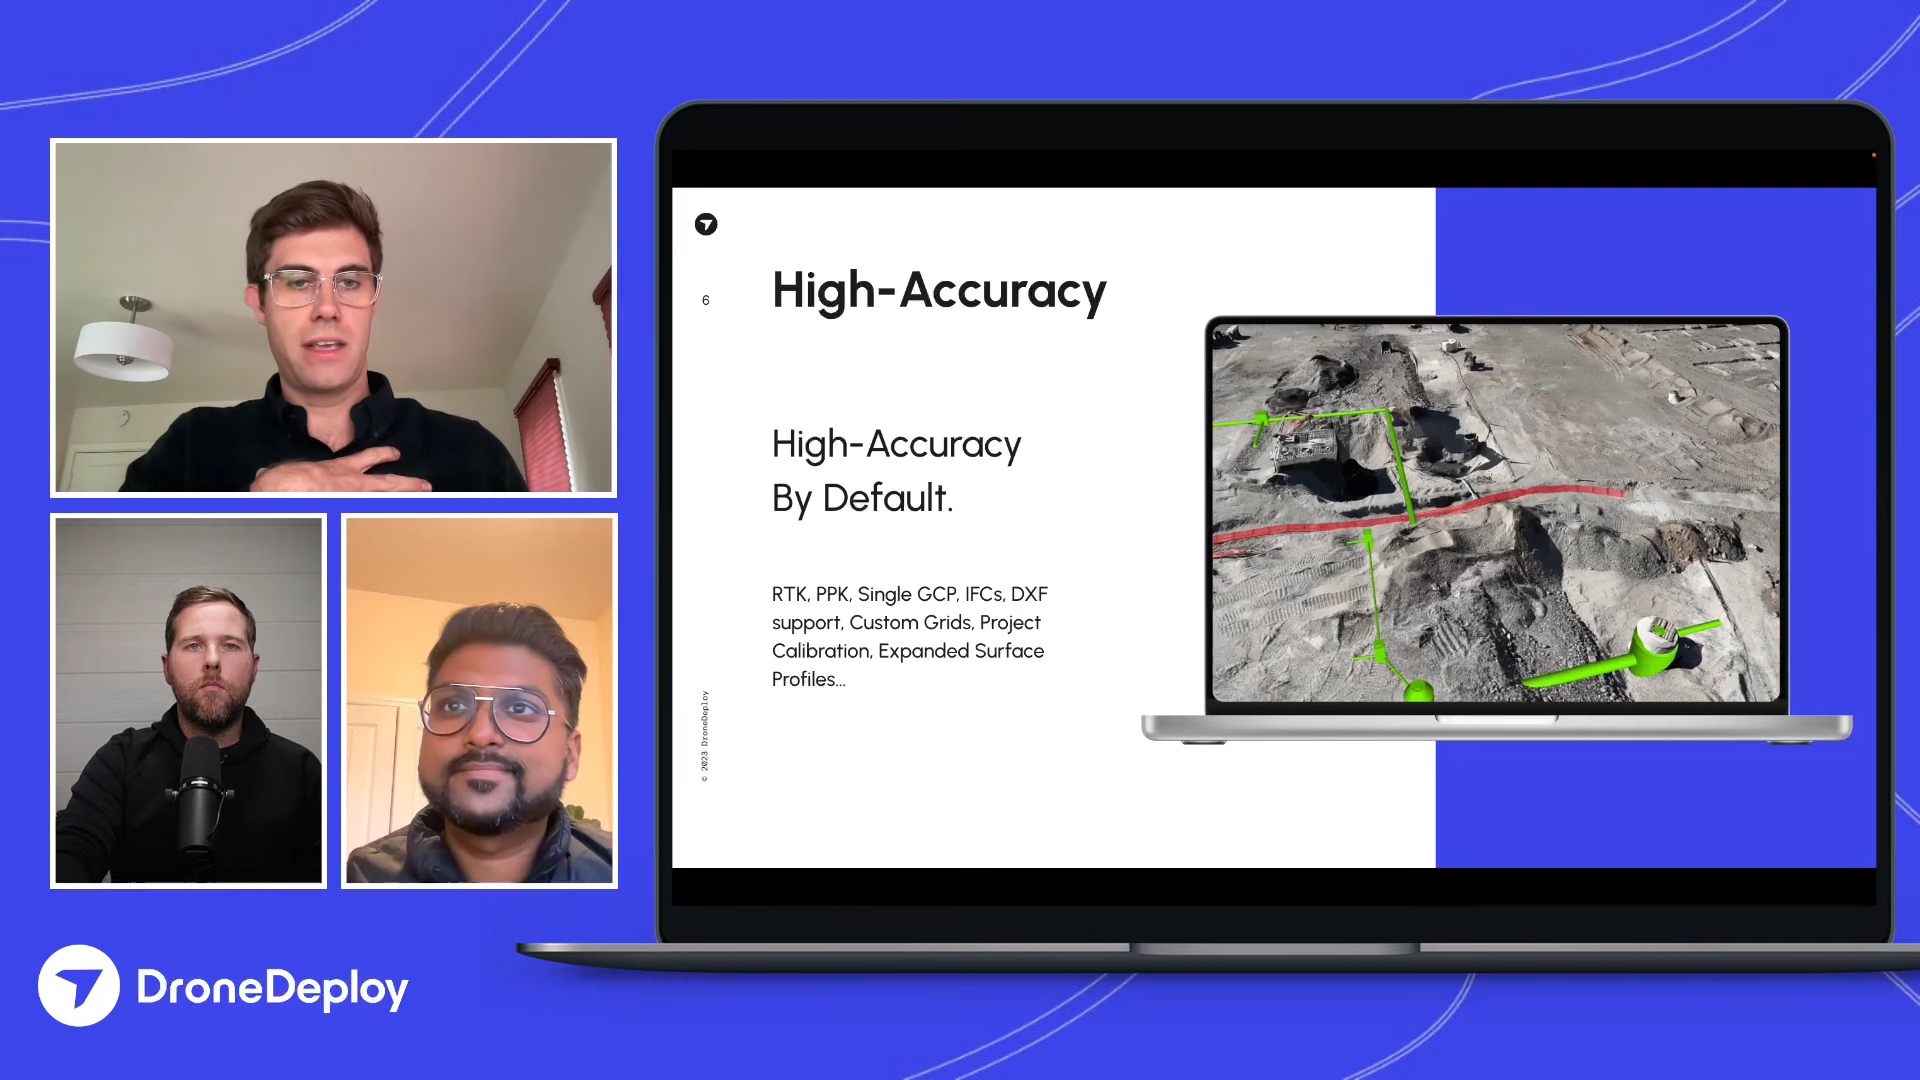 6
High-Accuracy
High-Accuracy
By Default.
RTK, PPK, Single GCP, IFCs, DXF
support, Custom Grids, Project
Calibration, Expanded Surface
Profiles...
© 2023 DroneDeploy
DroneDeploy